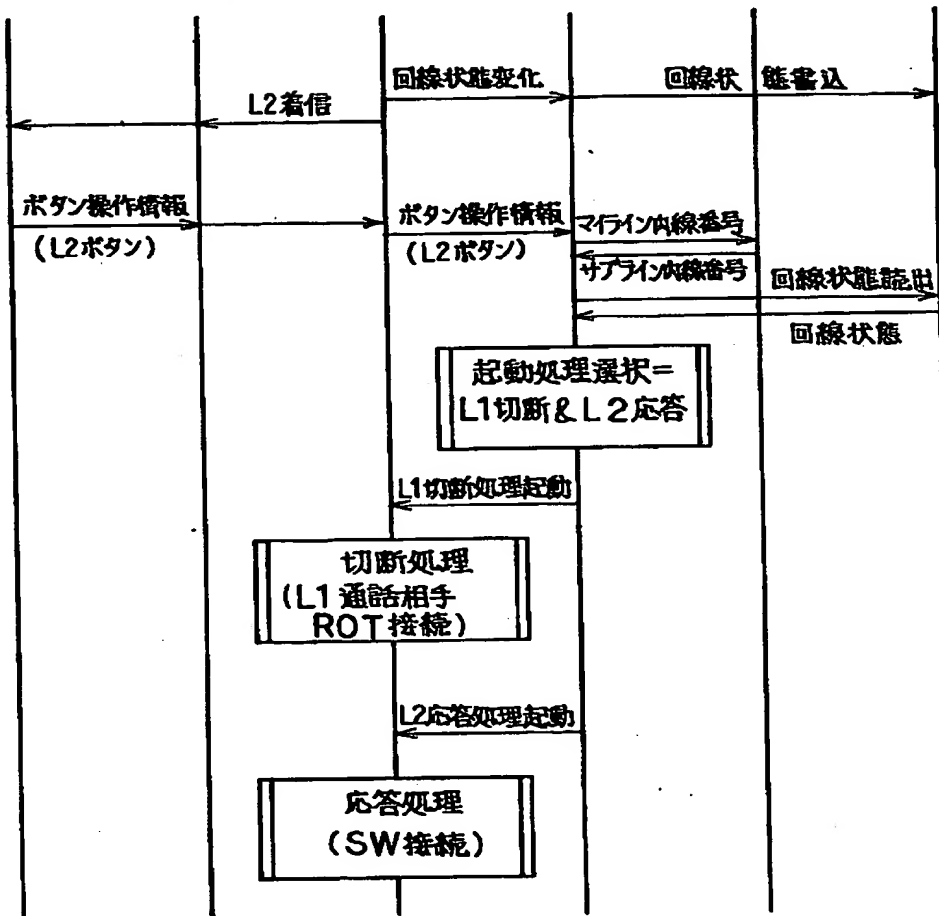 回線状態変化
回線状態書込
L2着信
ボタン操作情報
(L2ボタン)
ボタン操作情報
(L2ボタン)
マイライン内線番号
サブライン内線番号
回線状態読出
回線状態
起動処理選択=
L1切断&L2応答
L1切断処理起動
切断処理
(L1通話相手
ROT接続)
L2応答処理起動
応答処理
(SW接続)